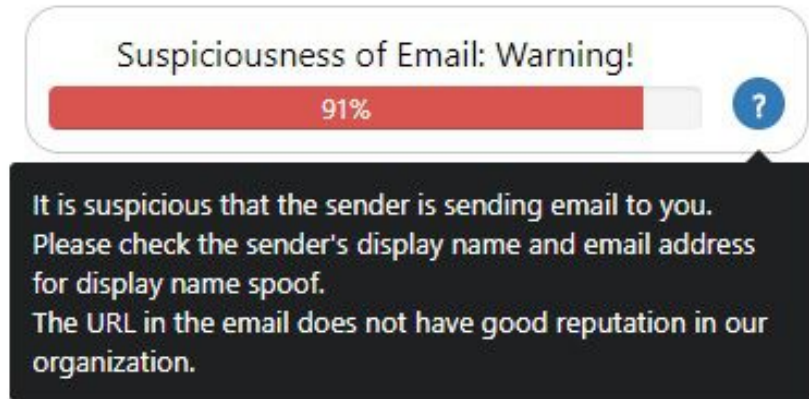 Suspiciousness of Email: Warning!
91%
?
It is suspicious that the sender is sending email to you.
Please check the sender's display name and email address
for display name spoof.
The URL in the email does not have good reputation in our
organization.